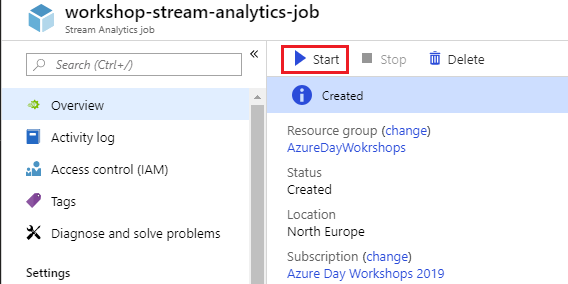 workshop-stream-analytics-job
Stream Analytics job
Search (Ctrl+/)
«
Start
Stop
Delete
Overview
Activity log
Access control (IAM)
Tags
Diagnose and solve problems
Settings
Created
Resource group (change)
AzureDayWokrshops
Status
Created
Location
North Europe
Subscription (change)
Azure Day Workshops 2019